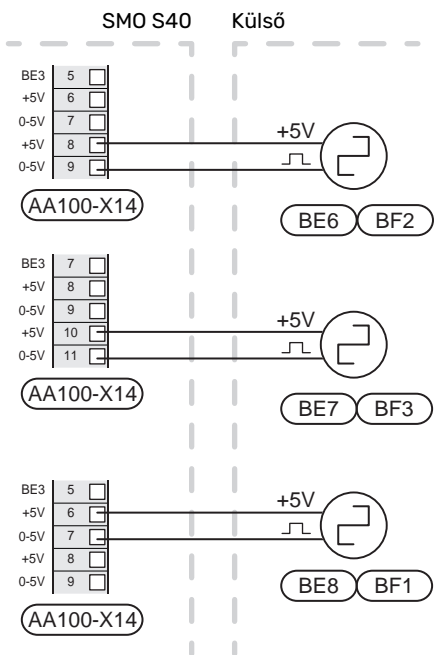 SMO S40 Külső
BE3 5
+5V 6
0-5V 7
+5V 8
0-5V 9
+5V
AA100-X14
BE6 BF2
BE3 7
+5V 8
0-5V 9
+5V 10
0-5V 11
+5V
AA100-X14
BE7 BF3
BE3 5
+5V 6
0-5V 7
+5V 8
0-5V 9
+5V
AA100-X14
BE8 BF1